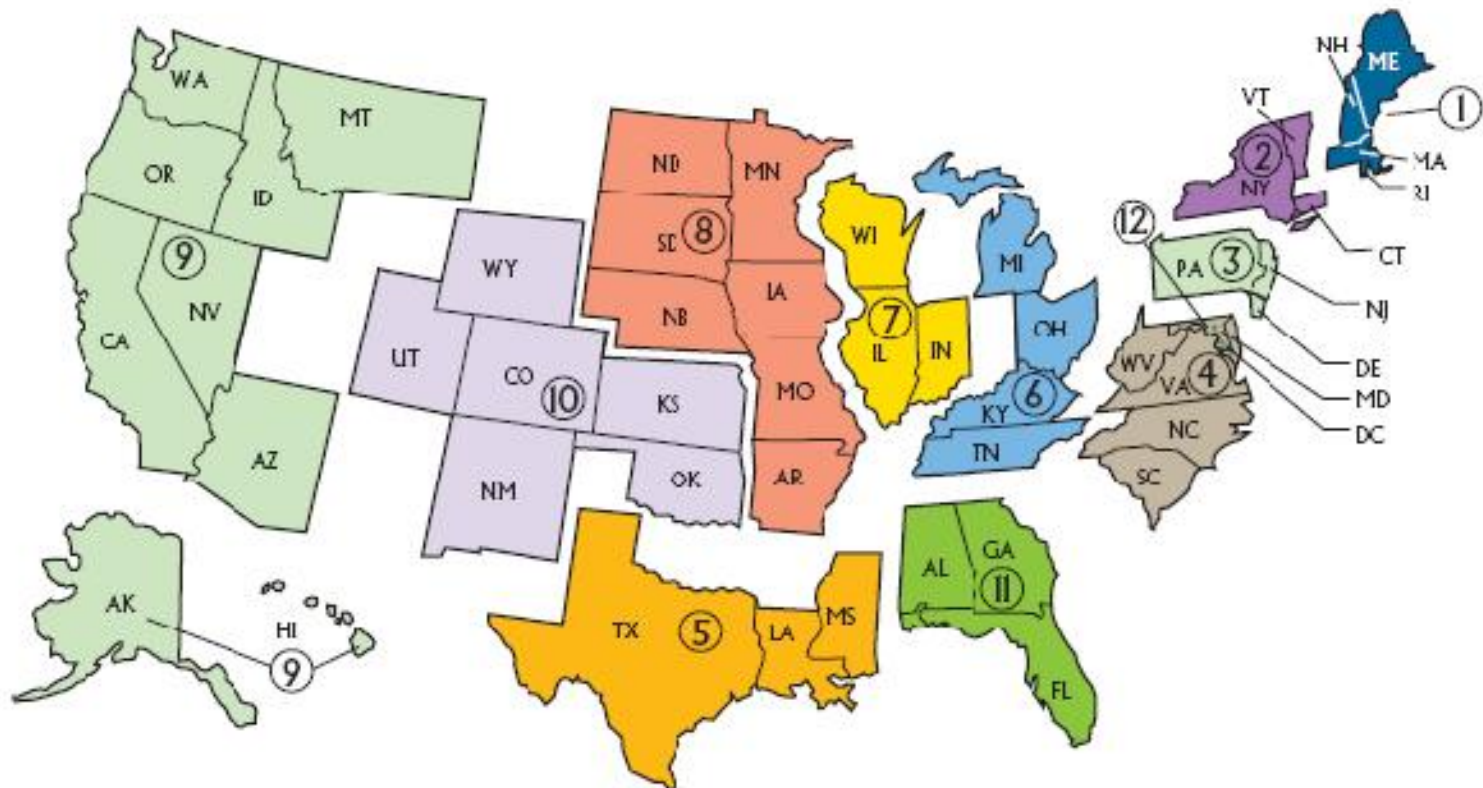 WA
MT
OR
ID
9
NV
CA
AZ
AK
HI
9
WY
UT
CO
10
KS
NM
OK
ND
MN
SD
8
NB
IA
MO
AR
WI
7
IL
IN
MI
OH
KY
6
TN
TX
5
LA
MS
AL
GA
11
FL
NH
ME
1
VT
2
NY
MA
RI
CT
12
PA
3
NJ
DE
WV
VA
4
MD
DC
NC
SC